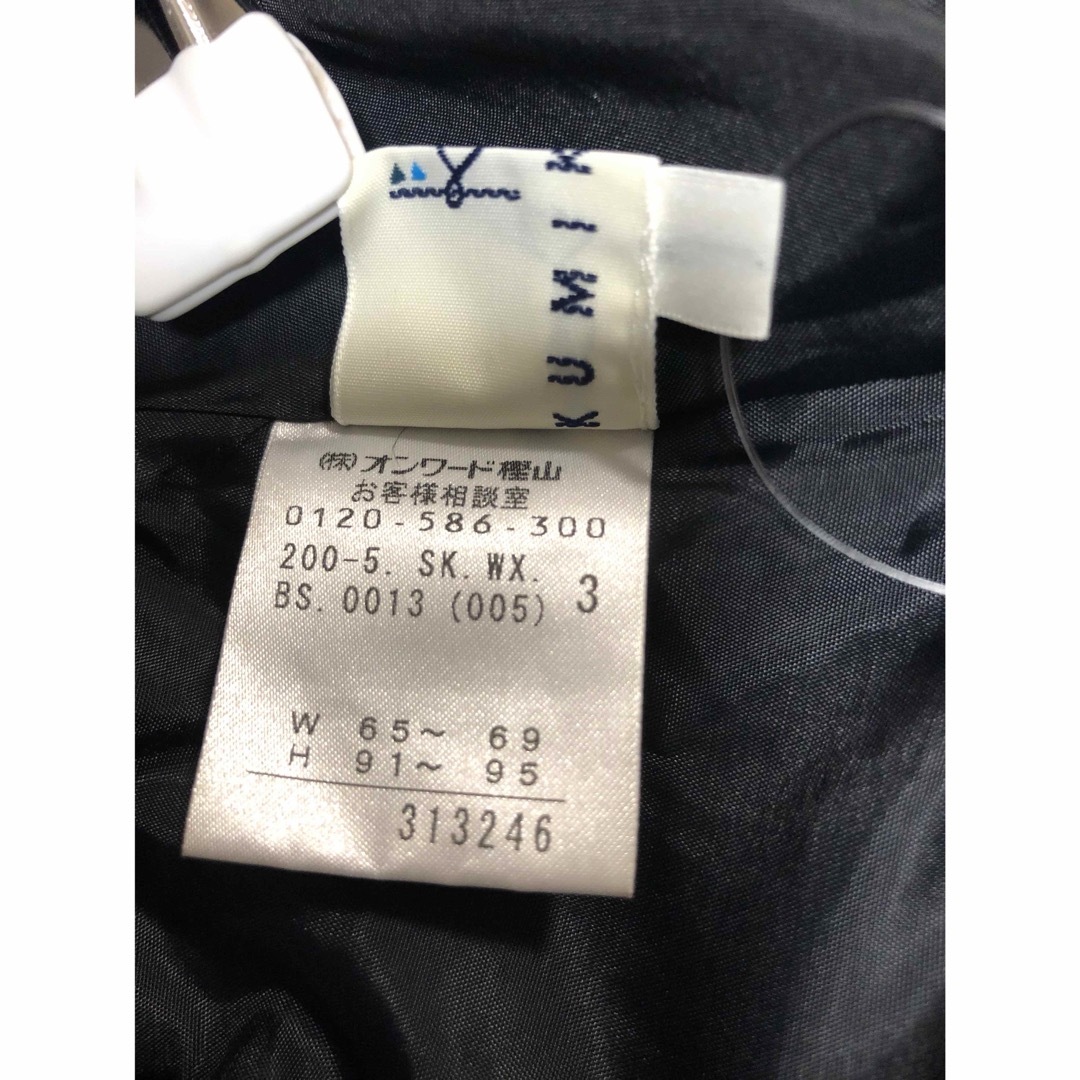 KUMIK
(株)オンワード樫山
お客様相談室
0120-586-300
200-5. SK. WX. 3
BS. 0013 (005)
W 65～ 69
H 91～ 95
313246